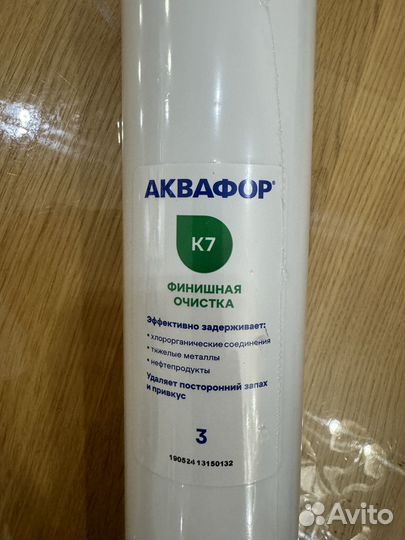 АКВАФОР®
К7
ФИНИШНАЯ
ОЧИСТКА
Эффективно задерживает:
• хлорорганические соединения
• тяжелые металлы
• нефтепродукты
Удаляет посторонний запах
и привкус
3
190524 13150132
Avito